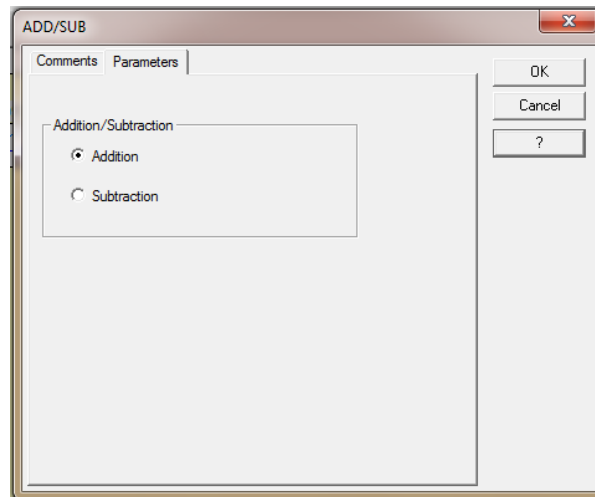 ADD/SUB
Comments Parameters
OK
Cancel
?
Addition/Subtraction
Addition
Subtraction